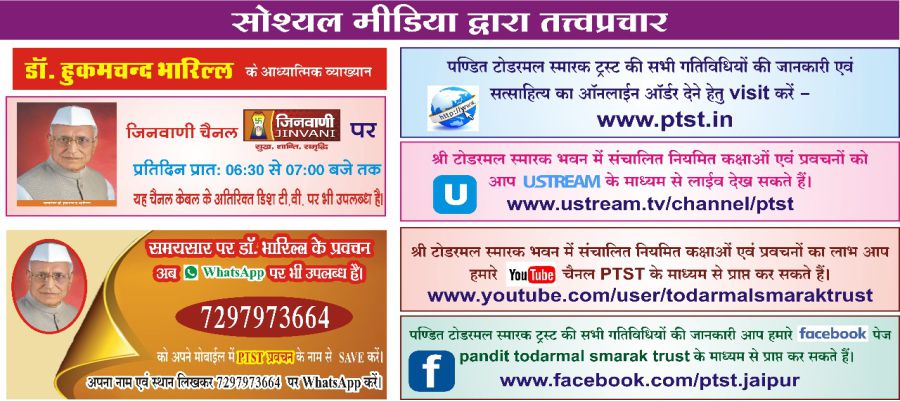 सोश्यल मीडिया द्वारा तत्त्वप्रचार
डॉ. हुकमचन्द भारिल्ल के आध्यात्मिक व्याख्यान
जिनवाणी चैनल जिनवाणी JINVANI सुख, शान्ति, समृद्धि पर
प्रतिदिन प्रात: 06:30 से 07:00 बजे तक
यह चैनल केबल के अतिरिक्त डिश टी.वी. पर भी उपलब्ध है।
समयसार पर डॉ. भारिल्ल के प्रवचन
अब WhatsApp पर भी उपलब्ध है।
7297973664
को अपने मोबाईल में PTST प्रवचन के नाम से SAVE करें।
अपना नाम एवं स्थान लिखकर 7297973664 पर WhatsApp करें।
पण्डित टोडरमल स्मारक ट्रस्ट की सभी गतिविधियों की जानकारी एवं
सत्साहित्य का ऑनलाईन ऑर्डर देने हेतु visit करें –
http://www.
www.ptst.in
श्री टोडरमल स्मारक भवन में संचालित नियमित कक्षाओं एवं प्रवचनों को
आप USTREAM के माध्यम से लाईव देख सकते हैं।
www.ustream.tv/channel/ptst
श्री टोडरमल स्मारक भवन में संचालित नियमित कक्षाओं एवं प्रवचनों का लाभ आप
हमारे YouTube चैनल PTST के माध्यम से प्राप्त कर सकते हैं।
www.youtube.com/user/todarmalsmaraktrust
पण्डित टोडरमल स्मारक ट्रस्ट की सभी गतिविधियों की जानकारी आप हमारे facebook पेज
pandit todarmal smarak trust के माध्यम से प्राप्त कर सकते हैं।
www.facebook.com/ptst.jaipur